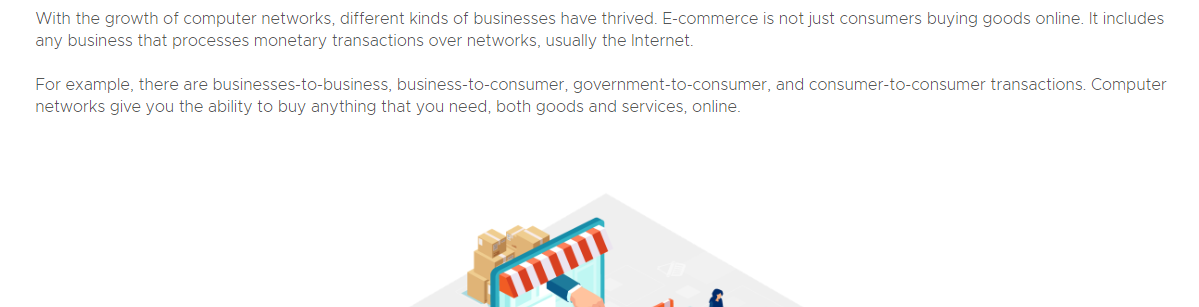 With the growth of computer networks, different kinds of businesses have thrived. E-commerce is not just consumers buying goods online. It includes
any business that processes monetary transactions over networks, usually the Internet.
For example, there are businesses-to-business, business-to-consumer, government-to-consumer, and consumer-to-consumer transactions. Computer
networks give you the ability to buy anything that you need, both goods and services, online.